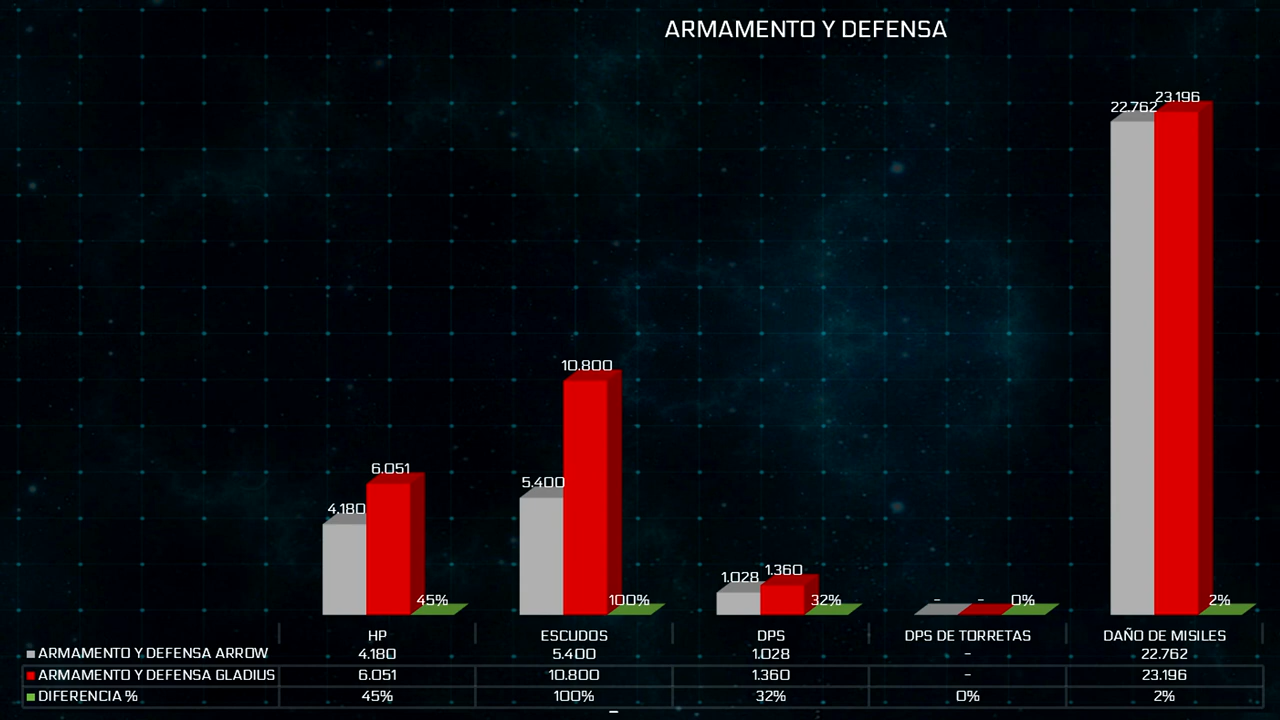 ARMAMENTO Y DEFENSA
22.762 23.196
10.800
6.051
5.400
4.180
1.028 1.360
45% 100% 32% - - 0% 2%
HP ESCUDOS DPS DPS DE TORRETAS DAÑO DE MISILES
ARMAMENTO Y DEFENSA ARROW 4.180 5.400 1.028 - 22.762
ARMAMENTO Y DEFENSA GLADIUS 6.051 10.800 1.360 - 23.196
DIFERENCIA % 45% 100% 32% 0% 2%